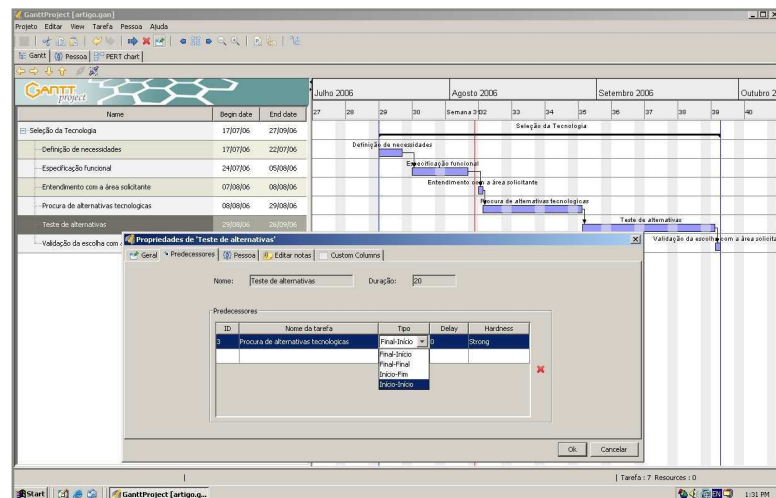 GanttProject [artigo.gan]
Projeto Editar View Tarefa Pessoa Ajuda
Gantt Pessoa PERT chart
GANTT project
Julho 2006 Agosto 2006 Setembro 2006 Outubro 2
Name Begin date End date
27 28 29 30 Semana 31 32 33 34 35 36 37 38 39 40
Seleção da Tecnologia 17/07/06 27/09/06
Seleção da Tecnologia
Definição de necessidades 17/07/06 22/07/06
Definição de necessidades
Especificação funcional 24/07/06 05/08/06
Especificação funcional
Entendimento com a área solicitante 07/08/06 08/08/06
Entendimento com a área solicitante
Procura de alternativas tecnologicas 08/08/06 29/08/06
Procura de alternativas tecnologicas
Teste de alternativas 29/08/06 26/09/06
Teste de alternativas
Validação da escolha com
Validação da escolha com a área solicita
Propriedades de 'Teste de alternativas'
Geral Predecessores Pessoa Editar notas Custom Columns
Nome: Teste de alternativas Duração: 20
Predecessores
ID Nome da tarefa Tipo Delay Hardness
3 Procura de alternativas tecnologicas Final-Início 0 Strong
Final-Início
Final-Final
Início-Fim
Início-Início
Ok Cancelar
Tarefa : 7 Resources : 0
Start GanttProject [artigo.g... EN 1:31 PM